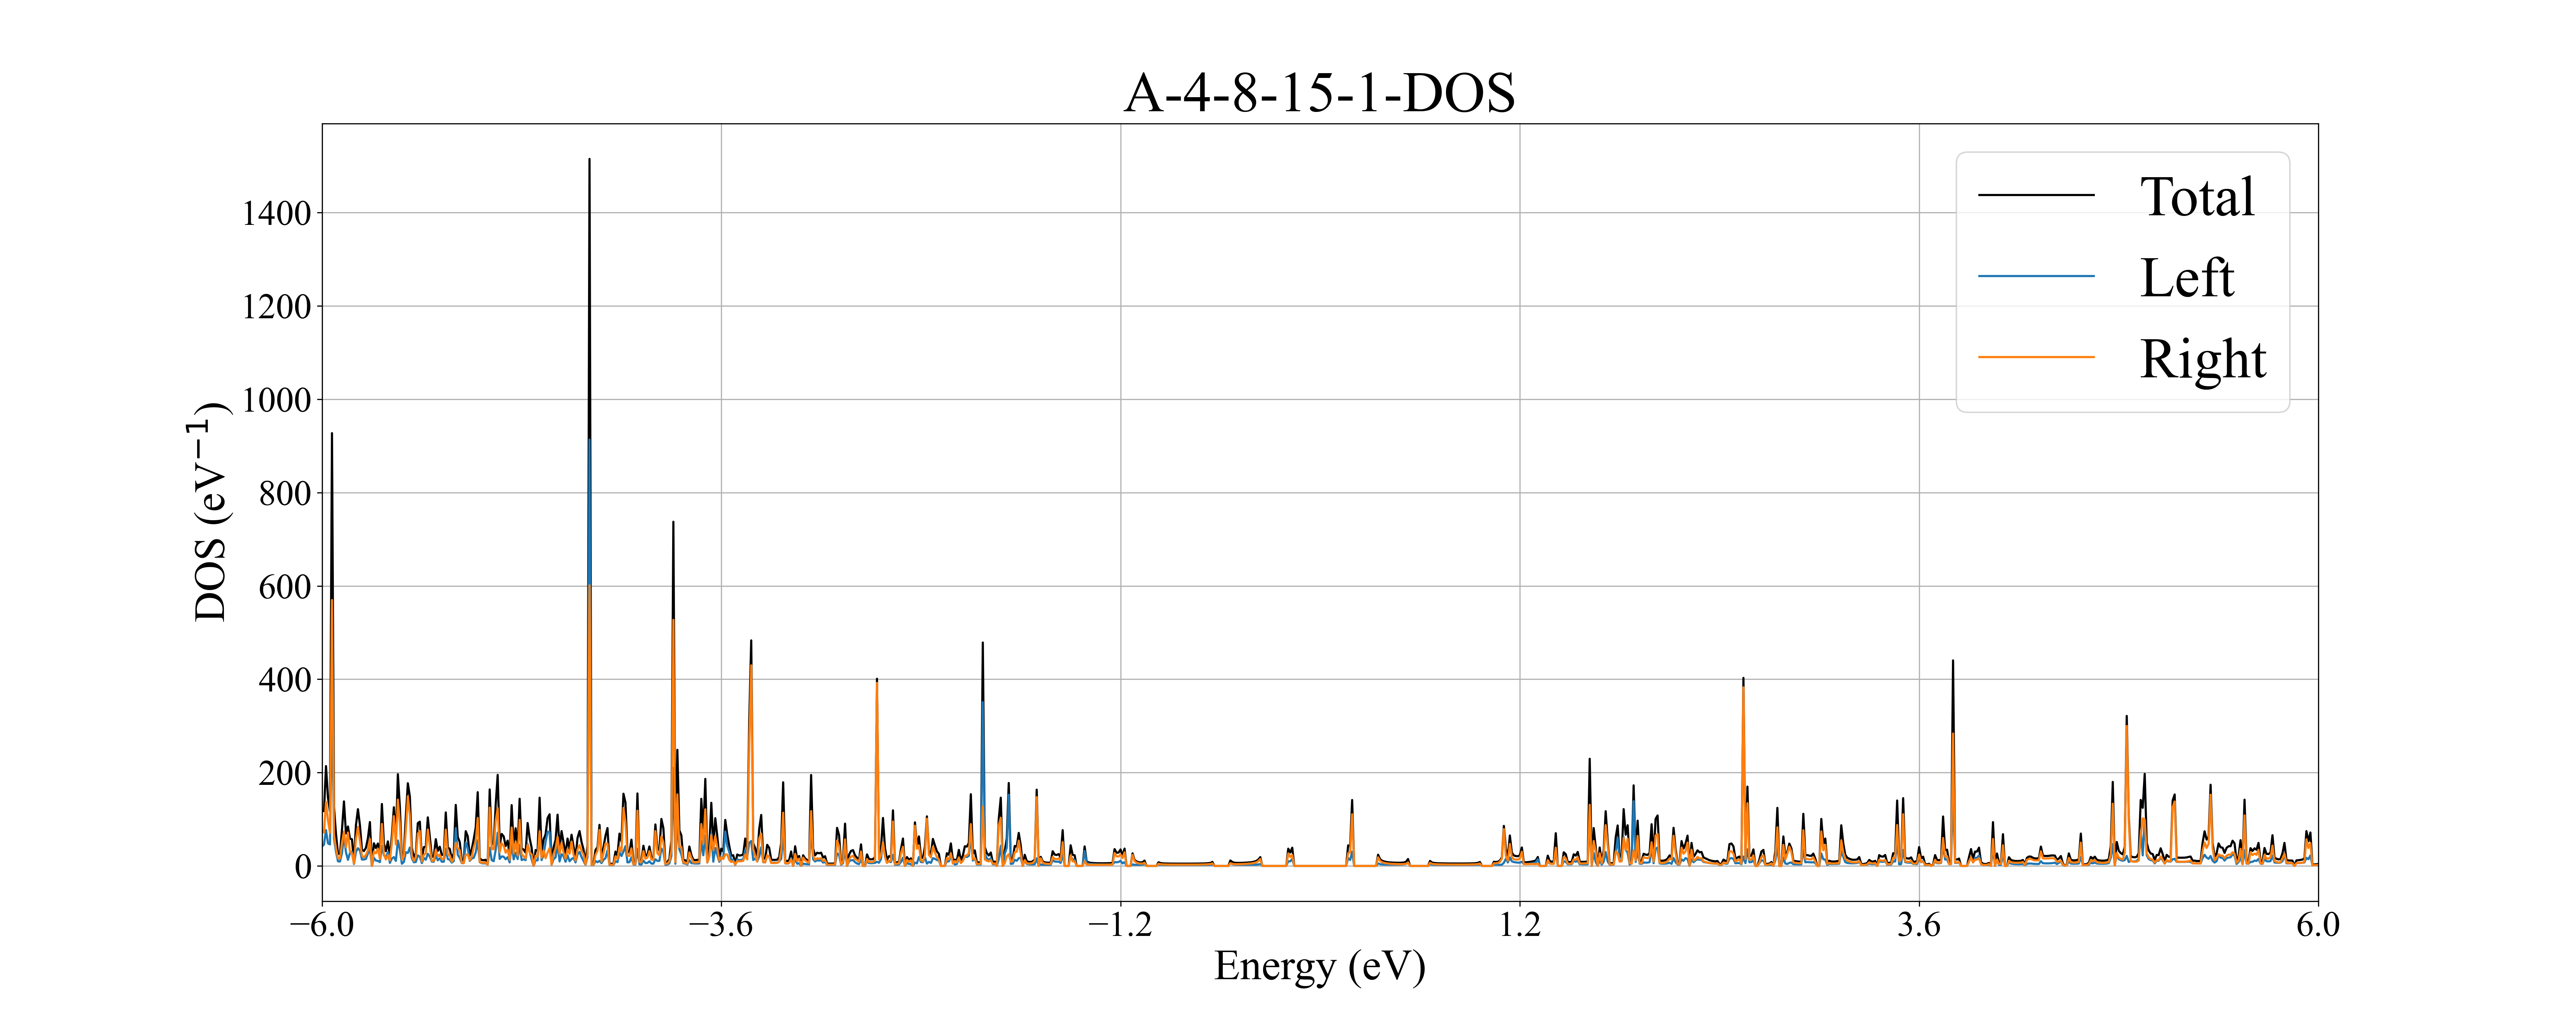 A-4-8-15-1-DOS
Total
Left
Right
DOS (eV⁻¹)
1400
1200
1000
800
600
400
200
0
−6.0
−3.6
−1.2
1.2
3.6
6.0
Energy (eV)